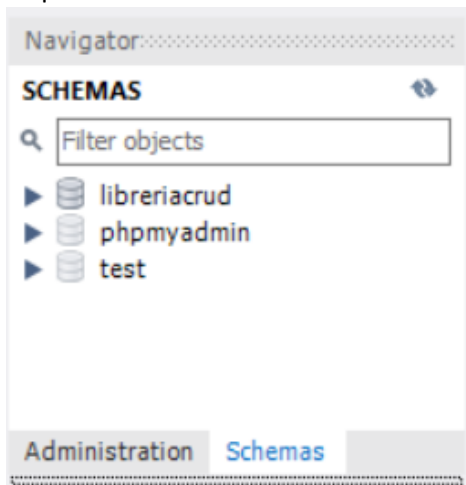 Navigator
SCHEMAS
Filter objects
libreriacrud
phpmyadmin
test
Administration Schemas